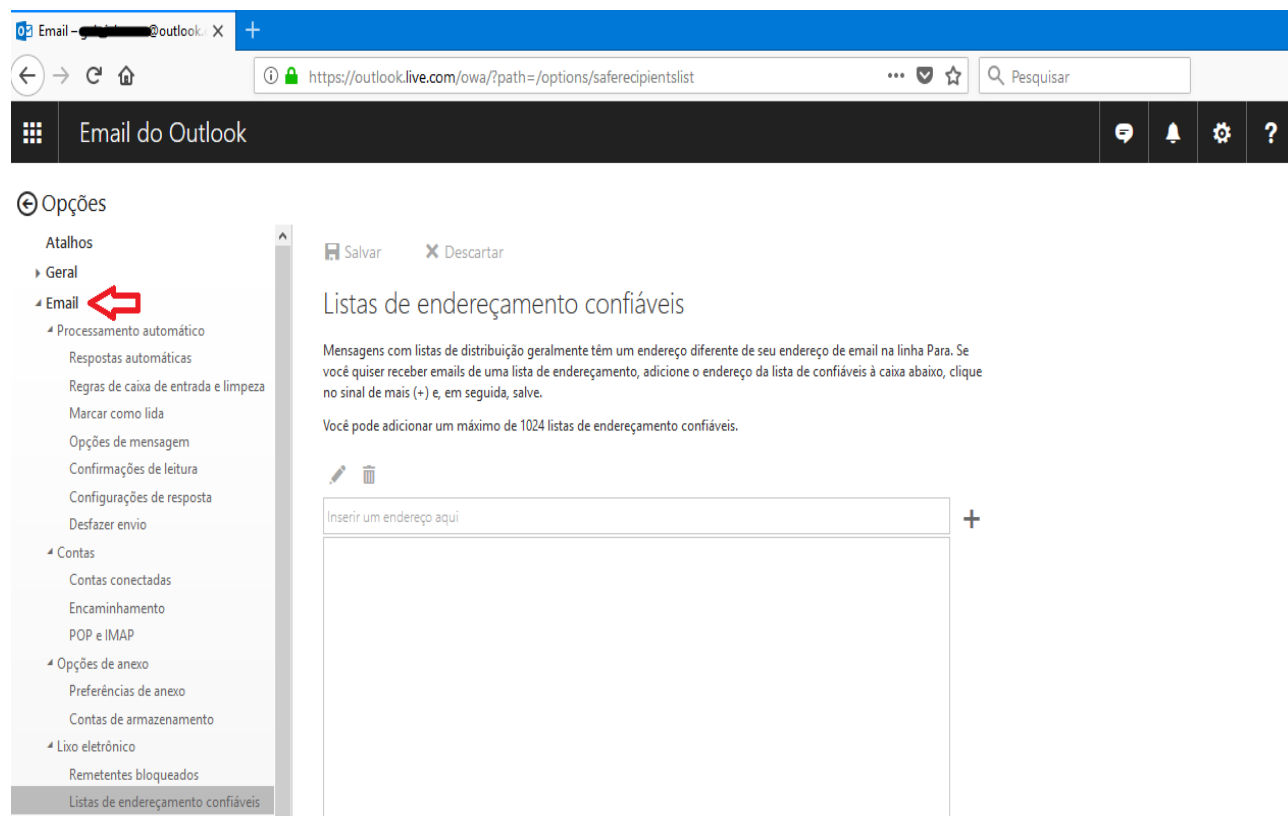 Email – @outlook.
https://outlook.live.com/owa/?path=/options/saferecipientslist
Pesquisar
Email do Outlook
?
Opções
Atalhos
Geral
Email
Processamento automático
Respostas automáticas
Regras de caixa de entrada e limpeza
Marcar como lida
Opções de mensagem
Confirmações de leitura
Configurações de resposta
Desfazer envio
Contas
Contas conectadas
Encaminhamento
POP e IMAP
Opções de anexo
Preferências de anexo
Contas de armazenamento
Lixo eletrônico
Remetentes bloqueados
Listas de endereçamento confiáveis
Salvar
Descartar
Listas de endereçamento confiáveis
Mensagens com listas de distribuição geralmente têm um endereço diferente de seu endereço de email na linha Para. Se
você quiser receber emails de uma lista de endereçamento, adicione o endereço da lista de confiáveis à caixa abaixo, clique
no sinal de mais (+) e, em seguida, salve.
Você pode adicionar um máximo de 1024 listas de endereçamento confiáveis.
Inserir um endereço aqui